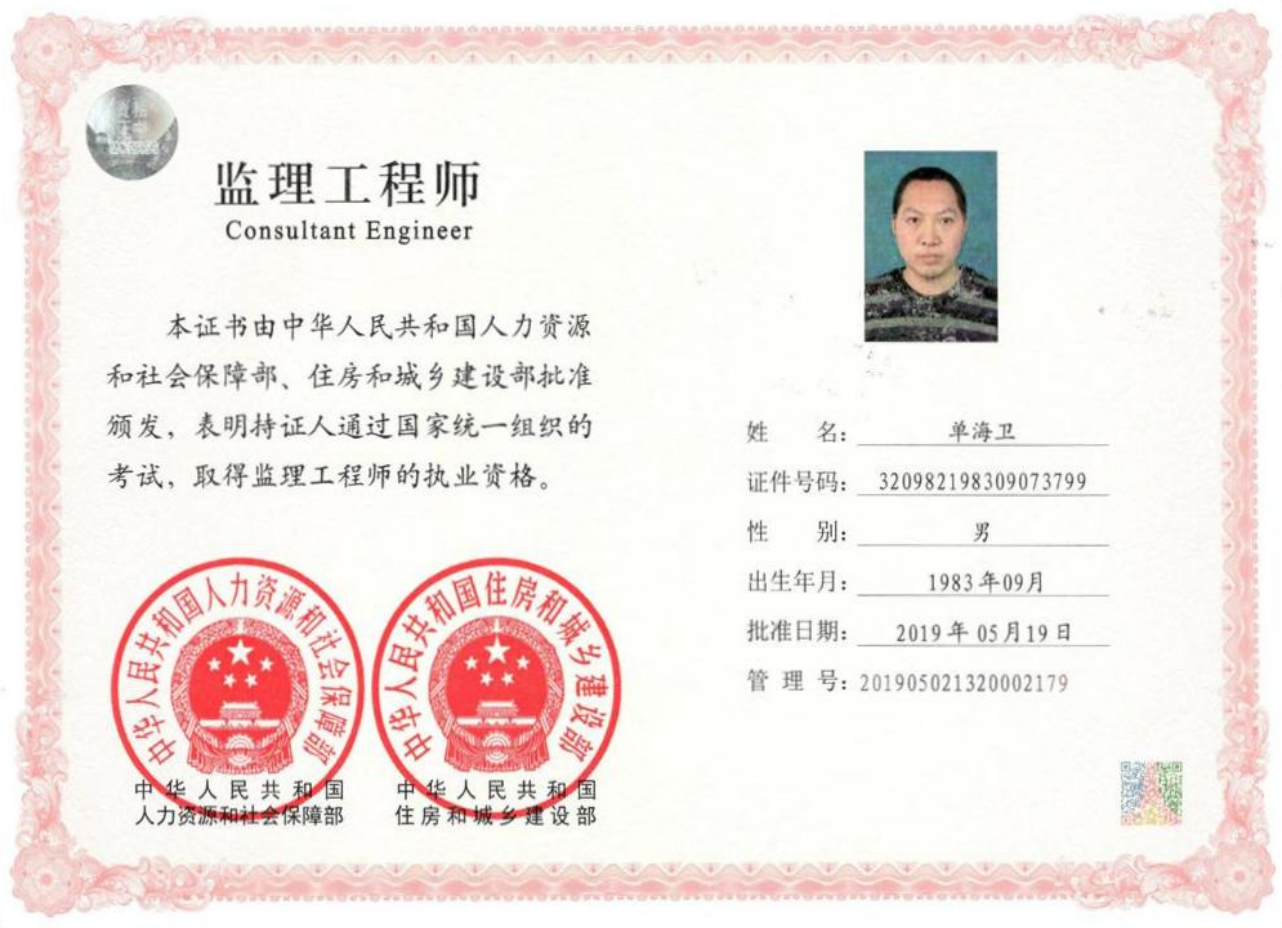 监理工程师
Consultant Engineer
本证书由中华人民共和国人力资源
和社会保障部、住房和城乡建设部批准
颁发，表明持证人通过国家统一组织的
考试，取得监理工程师的执业资格。
中华人民共和国人力资源和社会保障部
中华人民共和国住房和城乡建设部
中华人民共和国
人力资源和社会保障部
中华人民共和国
住房和城乡建设部
姓 名：单海卫
证件号码：320982198309073799
性 别：男
出生年月：1983年09月
批准日期：2019年05月19日
管 理 号：201905021320002179